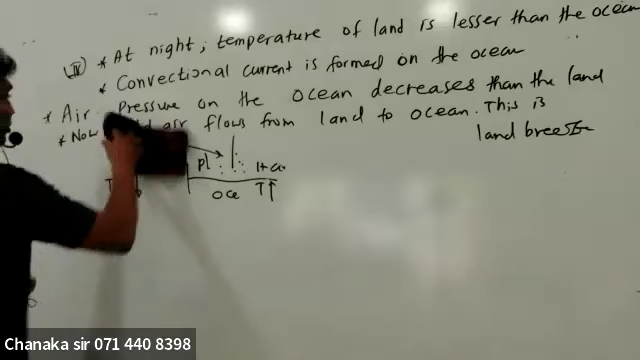 (IV) * At night, temperature of land is lesser than the ocean
* Convectional current is formed on the ocean
* Air Pressure on the ocean decreases than the land
* Now air flows from land to ocean. This is
land breeze
P↓
T↑
Chanaka sir 071 440 8398